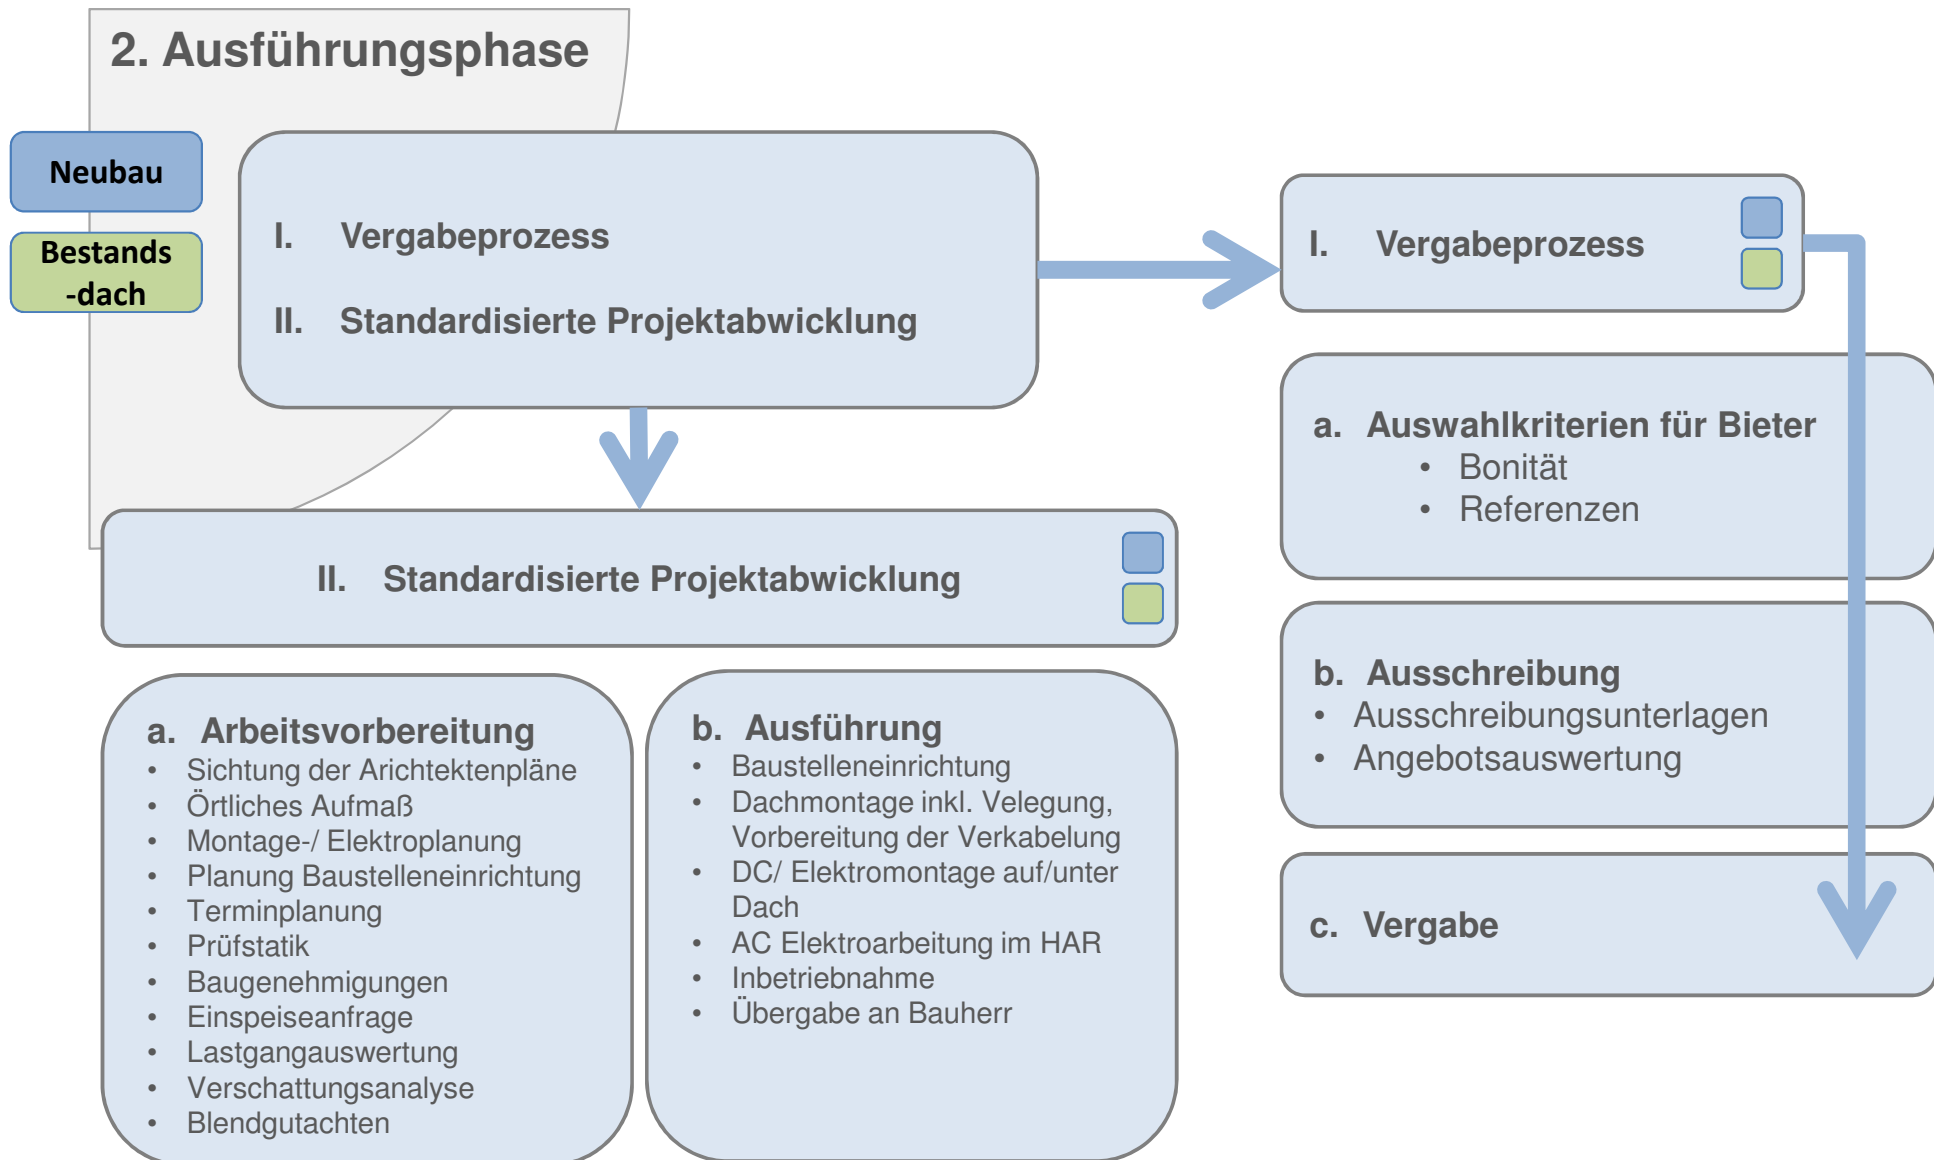 2. Ausführungsphase
Neubau
Bestands
-dach
I. Vergabeprozess
II. Standardisierte Projektabwicklung
I. Vergabeprozess
a. Auswahlkriterien für Bieter
• Bonität
• Referenzen
b. Ausschreibung
• Ausschreibungsunterlagen
• Angebotsauswertung
c. Vergabe
II. Standardisierte Projektabwicklung
a. Arbeitsvorbereitung
• Sichtung der Arichtektenpläne
• Örtliches Aufmaß
• Montage-/ Elektroplanung
• Planung Baustelleneinrichtung
• Terminplanung
• Prüfstatik
• Baugenehmigungen
• Einspeiseanfrage
• Lastgangauswertung
• Verschattungsanalyse
• Blendgutachten
b. Ausführung
• Baustelleneinrichtung
• Dachmontage inkl. Velegung,
Vorbereitung der Verkabelung
• DC/ Elektromontage auf/unter
Dach
• AC Elektroarbeitung im HAR
• Inbetriebnahme
• Übergabe an Bauherr